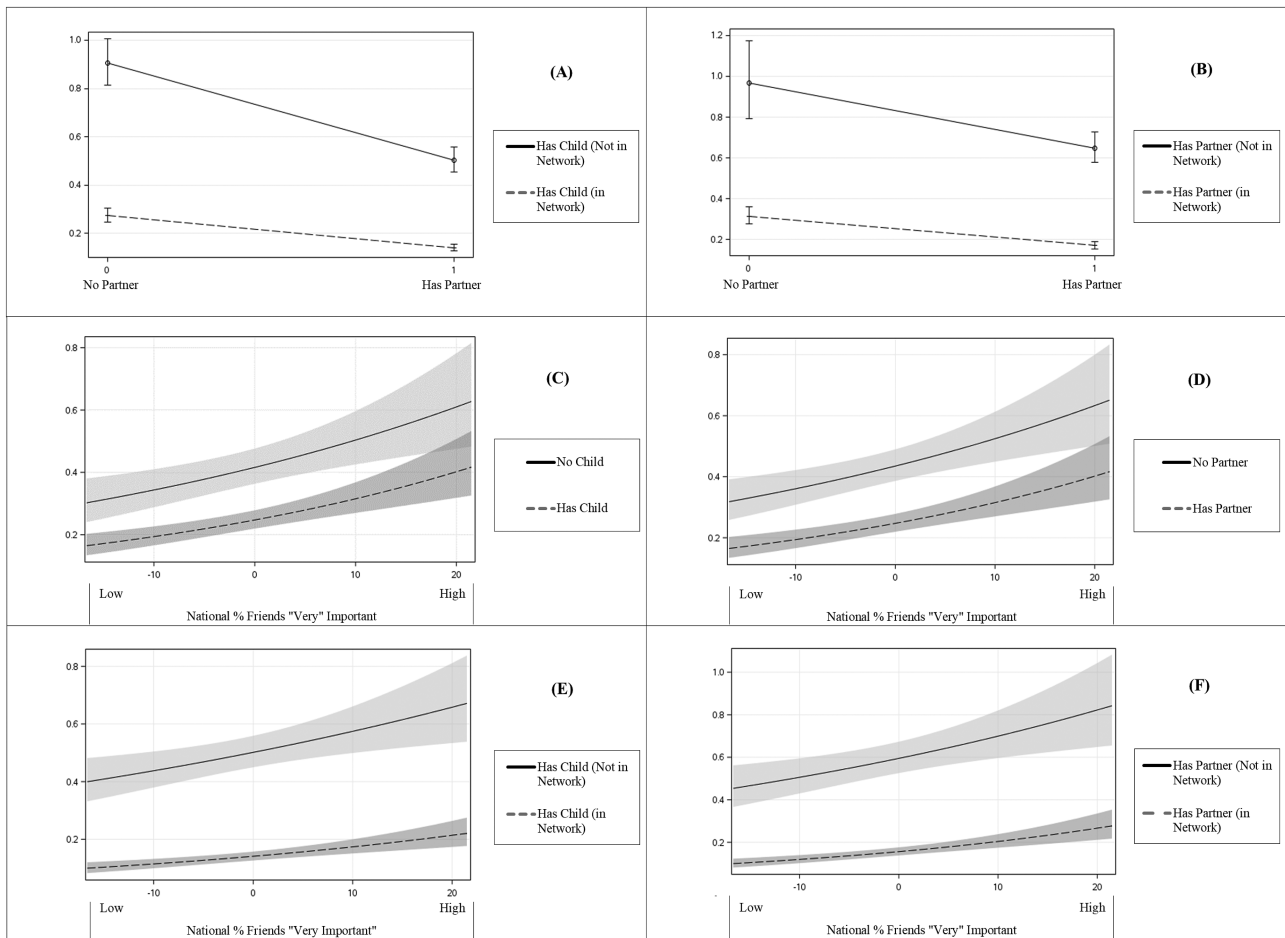 1.0
0.8
0.6
0.4
0.2
0
1
No Partner
Has Partner
(A)
Has Child (Not in
Network)
Has Child (in
Network)
1.2
1.0
0.8
0.6
0.4
0.2
0
1
No Partner
Has Partner
(B)
Has Partner (Not in
Network)
Has Partner (in
Network)
0.8
0.6
0.4
0.2
-10
0
10
20
Low
High
National % Friends "Very" Important
(C)
No Child
Has Child
0.8
0.6
0.4
0.2
-10
0
10
20
Low
High
National % Friends "Very" Important
(D)
No Partner
Has Partner
0.8
0.6
0.4
0.2
-10
0
10
20
Low
High
National % Friends "Very Important"
(E)
Has Child (Not in
Network)
Has Child (in
Network)
1.0
0.8
0.6
0.4
0.2
-10
0
10
20
Low
High
National % Friends "Very" Important
(F)
Has Partner (Not in
Network)
Has Partner (in
Network)